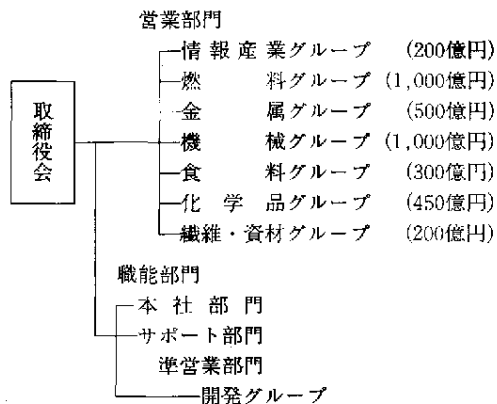 営業部門
情報産業グループ (200億円)
燃料グループ (1,000億円)
金属グループ (500億円)
取締役会
機械グループ (1,000億円)
食料グループ (300億円)
化学品グループ (450億円)
繊維・資材グループ (200億円)
職能部門
本社部門
サポート部門
準営業部門
開発グループ